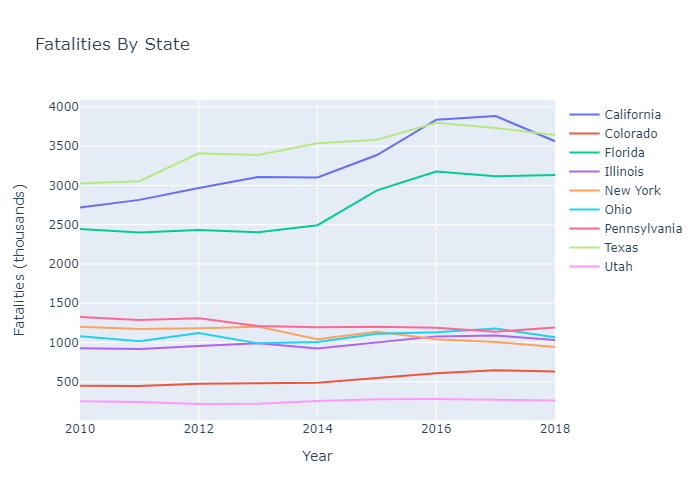 Fatalities By State
4000
3500
3000
2500
2000
1500
1000
500
2010
2012
2014
2016
2018
Year
Fatalities (thousands)
California
Colorado
Florida
Illinois
New York
Ohio
Pennsylvania
Texas
Utah